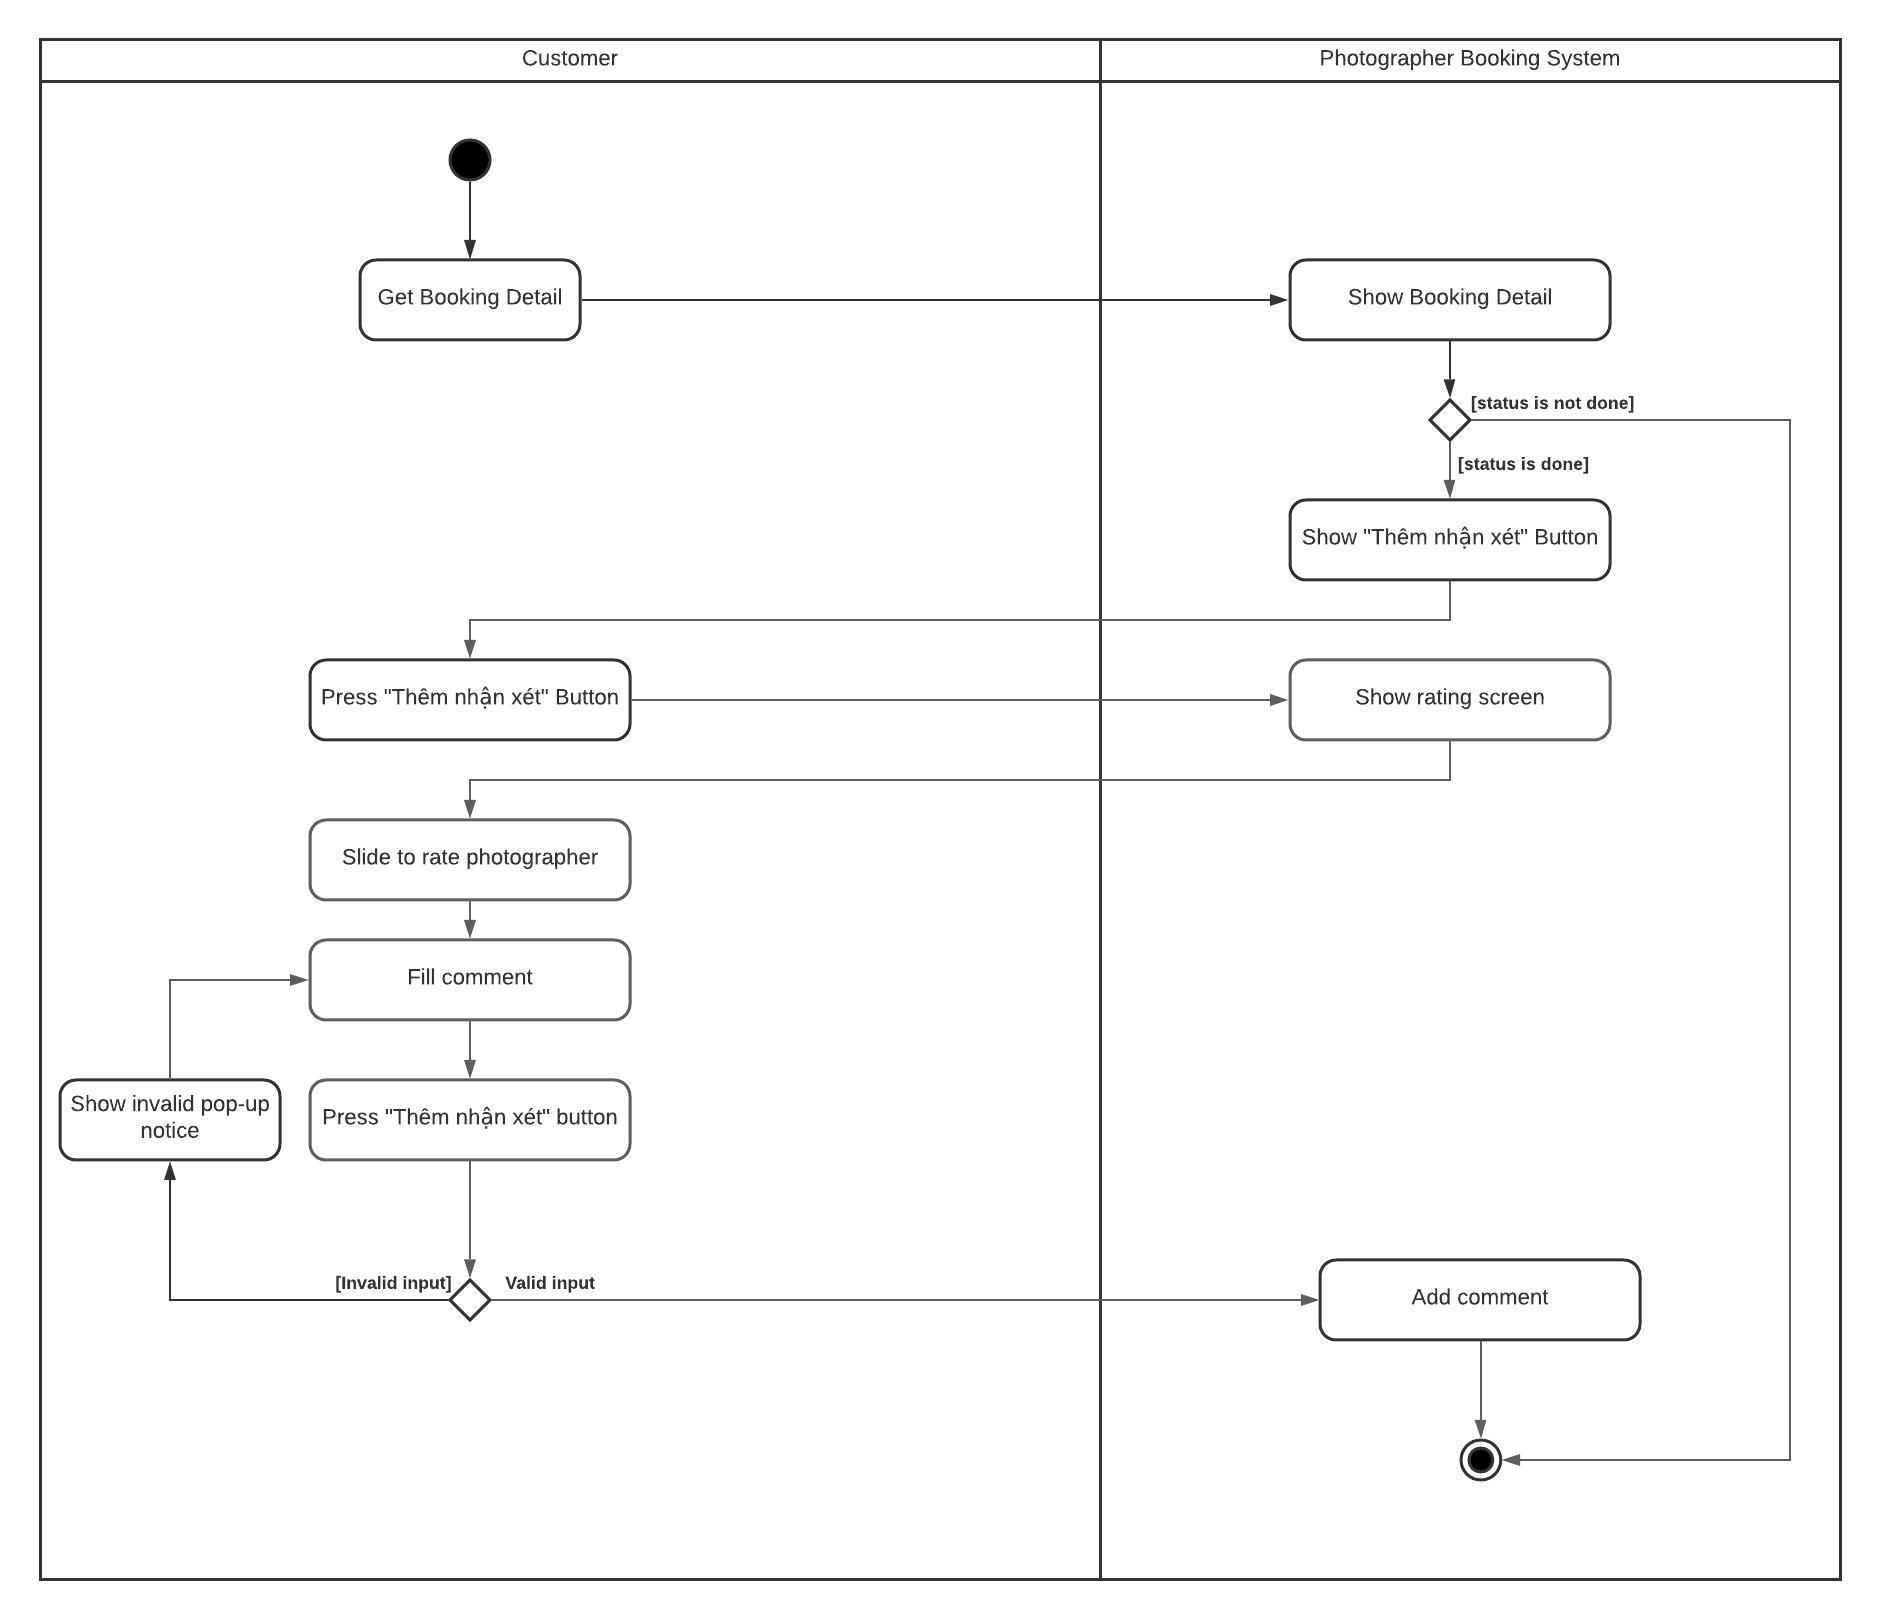 Customer
Photographer Booking System
Get Booking Detail
Show Booking Detail
[status is not done]
[status is done]
Show "Thêm nhận xét" Button
Press "Thêm nhận xét" Button
Show rating screen
Slide to rate photographer
Fill comment
Show invalid pop-up
notice
Press "Thêm nhận xét" button
[Invalid input]
Valid input
Add comment